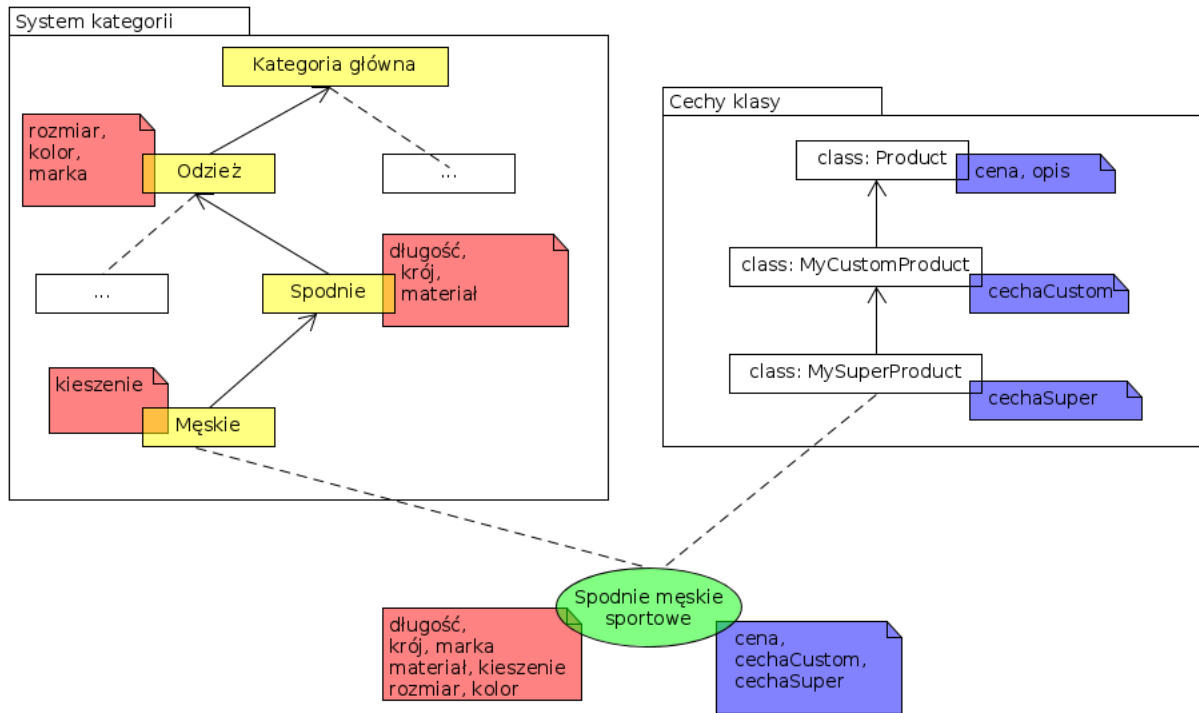 System kategorii
Kategoria główna
rozmiar,
kolor,
marka
Odzież
...
...
Spodnie
długość,
krój,
materiał
kieszenie
Męskie
Cechy klasy
class: Product
cena, opis
class: MyCustomProduct
cechaCustom
class: MySuperProduct
cechaSuper
Spodnie męskie
sportowe
długość,
krój, marka
materiał, kieszenie
rozmiar, kolor
cena,
cechaCustom,
cechaSuper